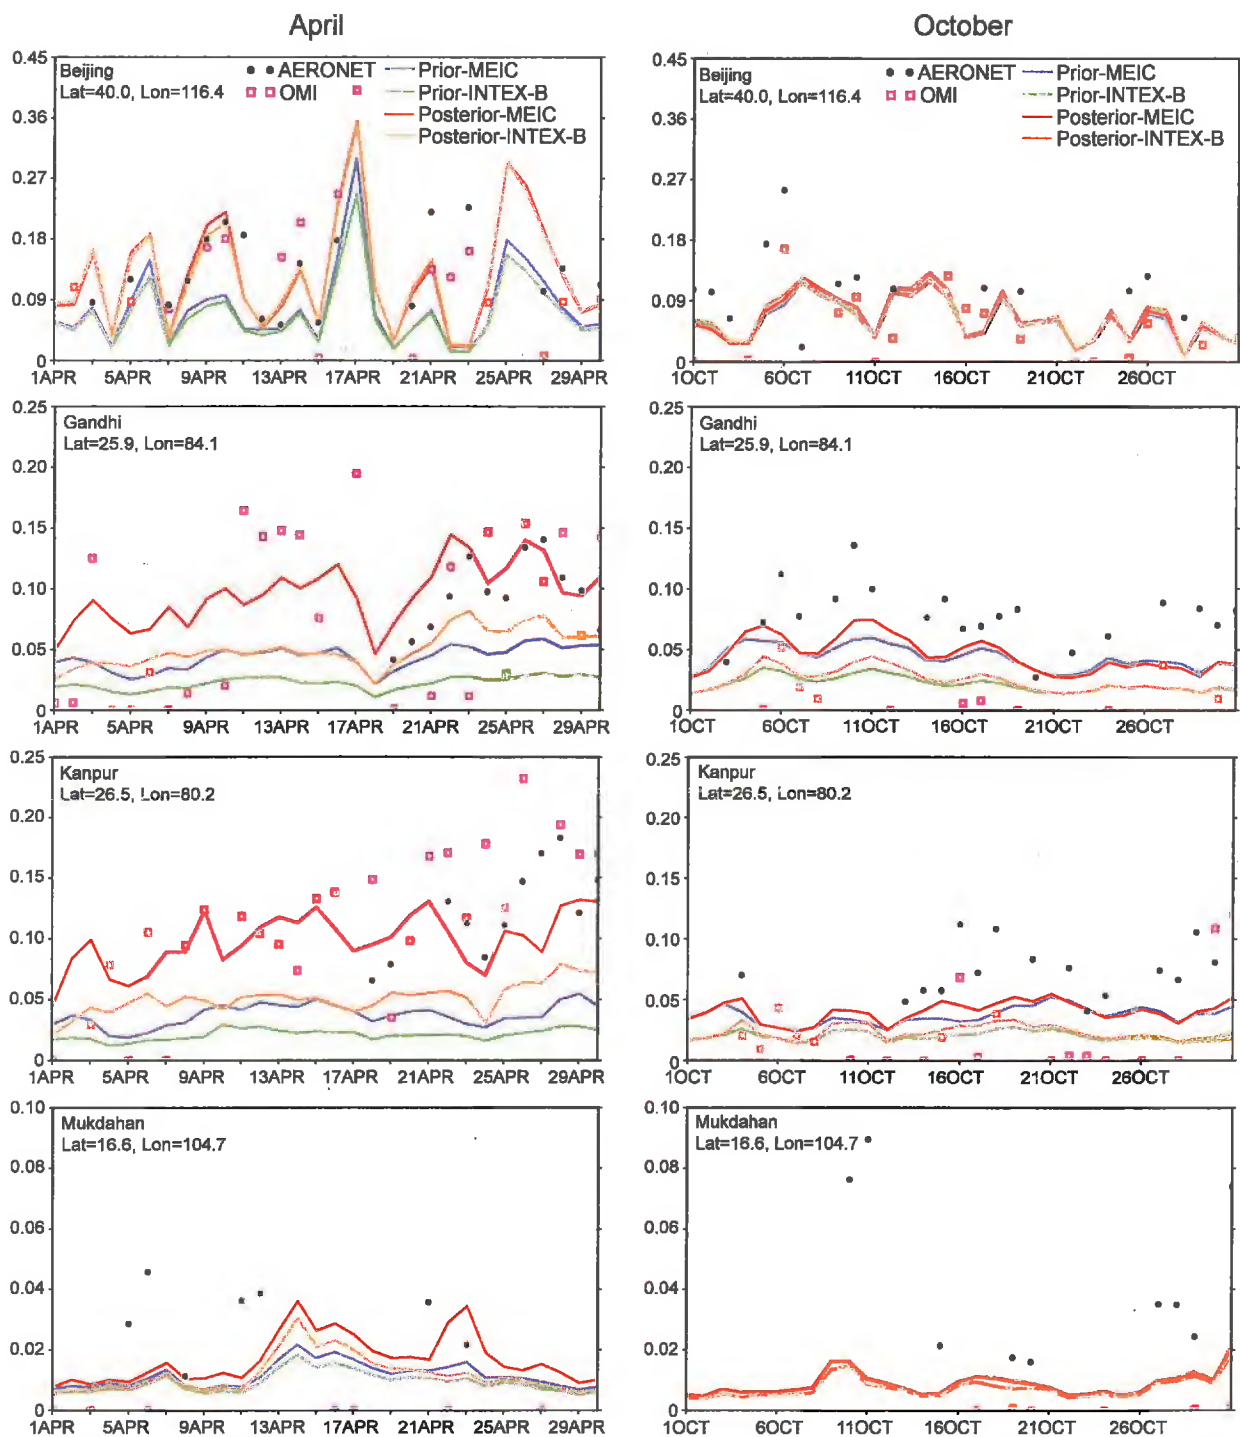 April
October
0.45
0.36
0.27
0.18
0.09
0
Beijing
Lat=40.0, Lon=116.4
AERONET
OMI
Prior-MEIC
Prior-INTEX-B
Posterior-MEIC
Posterior-INTEX-B
1APR 5APR 9APR 13APR 17APR 21APR 25APR 29APR
0.45
0.36
0.27
0.18
0.09
0
Beijing
Lat=40.0, Lon=116.4
AERONET
OMI
Prior-MEIC
Prior-INTEX-B
Posterior-MEIC
Posterior-INTEX-B
1OCT 6OCT 11OCT 16OCT 21OCT 26OCT
0.25
0.20
0.15
0.10
0.05
0
Gandhi
Lat=25.9, Lon=84.1
1APR 5APR 9APR 13APR 17APR 21APR 25APR 29APR
0.25
0.20
0.15
0.10
0.05
0
Gandhi
Lat=25.9, Lon=84.1
1OCT 6OCT 11OCT 16OCT 21OCT 26OCT
0.25
0.20
0.15
0.10
0.05
0
Kanpur
Lat=26.5, Lon=80.2
1APR 5APR 9APR 13APR 17APR 21APR 25APR 29APR
0.25
0.20
0.15
0.10
0.05
0
Kanpur
Lat=26.5, Lon=80.2
1OCT 6OCT 11OCT 16OCT 21OCT 26OCT
0.10
0.08
0.06
0.04
0.02
0
Mukdahan
Lat=16.6, Lon=104.7
1APR 5APR 9APR 13APR 17APR 21APR 25APR 29APR
0.10
0.08
0.06
0.04
0.02
0
Mukdahan
Lat=16.6, Lon=104.7
1OCT 6OCT 11OCT 16OCT 21OCT 26OCT